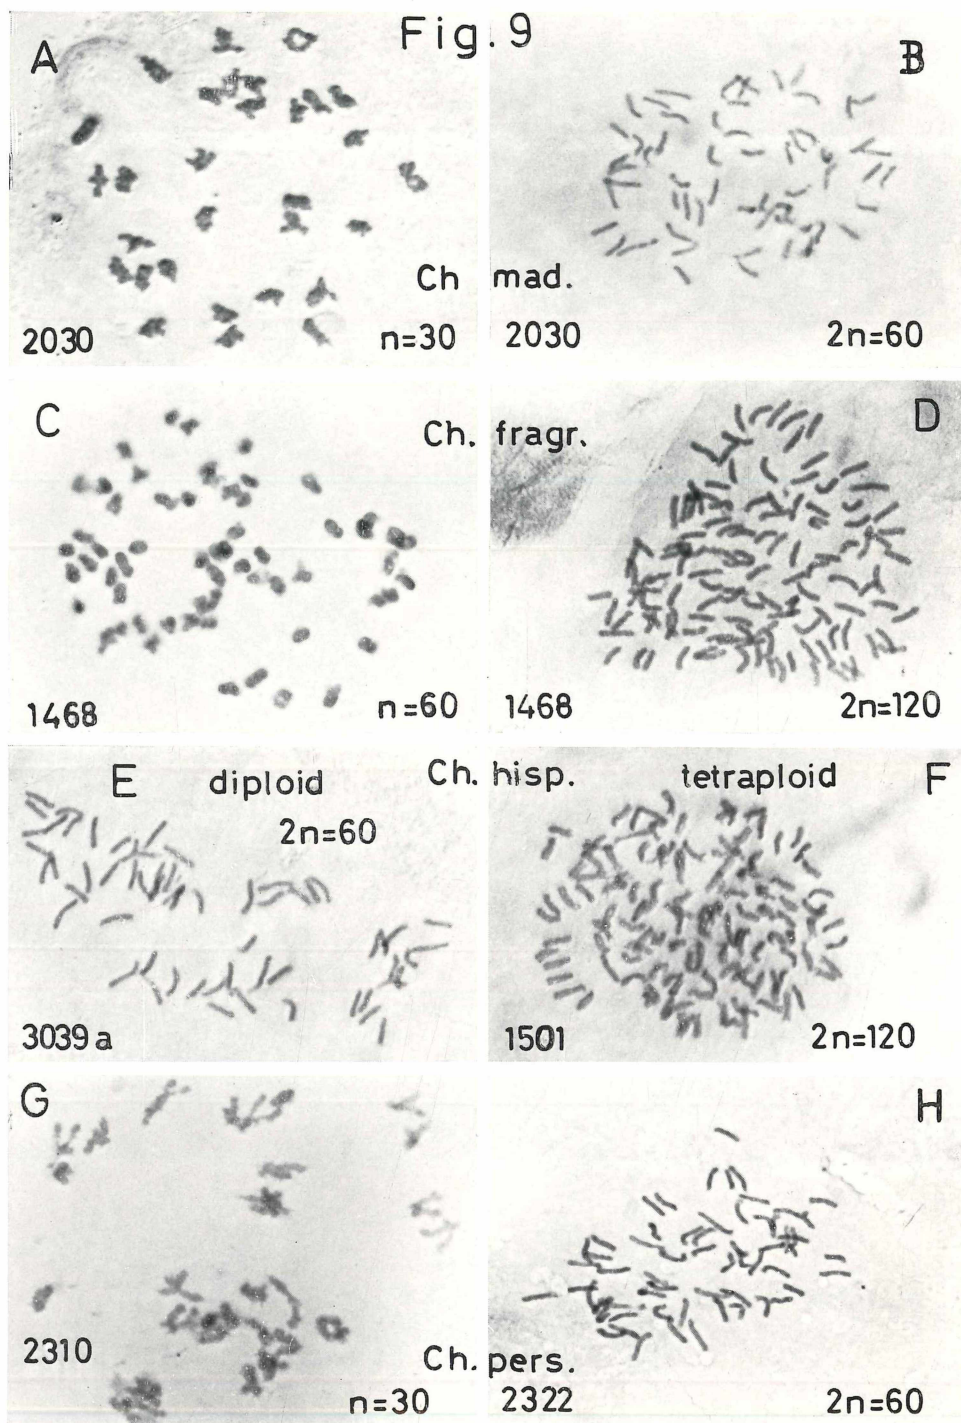 Fig. 9
A
B
Ch mad.
2030
n=30
2030
2n=60
C
Ch. fragr.
D
1468
n=60
1468
2n=120
E
diploid
Ch. hisp.
tetraploid
F
2n=60
3039a
1501
2n=120
G
H
2310
Ch. pers.
n=30
2322
2n=60